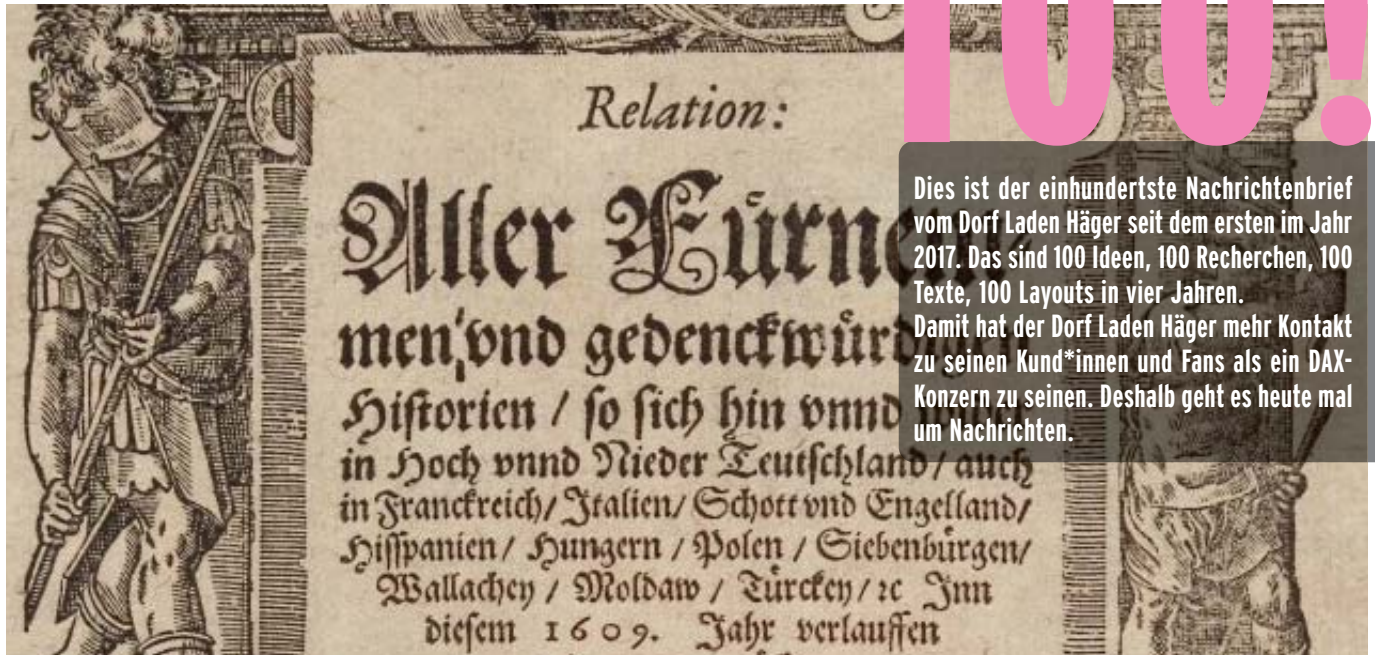 100!
Relation:
Aller Fürne
men, vnd gedenckwürd
Historien / so sich hin vnnd
in Hoch vnnd Nieder Teutschland / auch
in Franckreich / Italien / Schott vnd Engelland /
Hisspanien / Hungern / Polen / Siebenbürgen /
Wallachey / Moldaw / Türckey / ꝛc Inn
diesem 1609. Jahr verlauffen
Dies ist der einhundertste Nachrichtenbrief
vom Dorf Laden Häger seit dem ersten im Jahr
2017. Das sind 100 Ideen, 100 Recherchen, 100
Texte, 100 Layouts in vier Jahren.
Damit hat der Dorf Laden Häger mehr Kontakt
zu seinen Kund*innen und Fans als ein DAX-
Konzern zu seinen. Deshalb geht es heute mal
um Nachrichten.